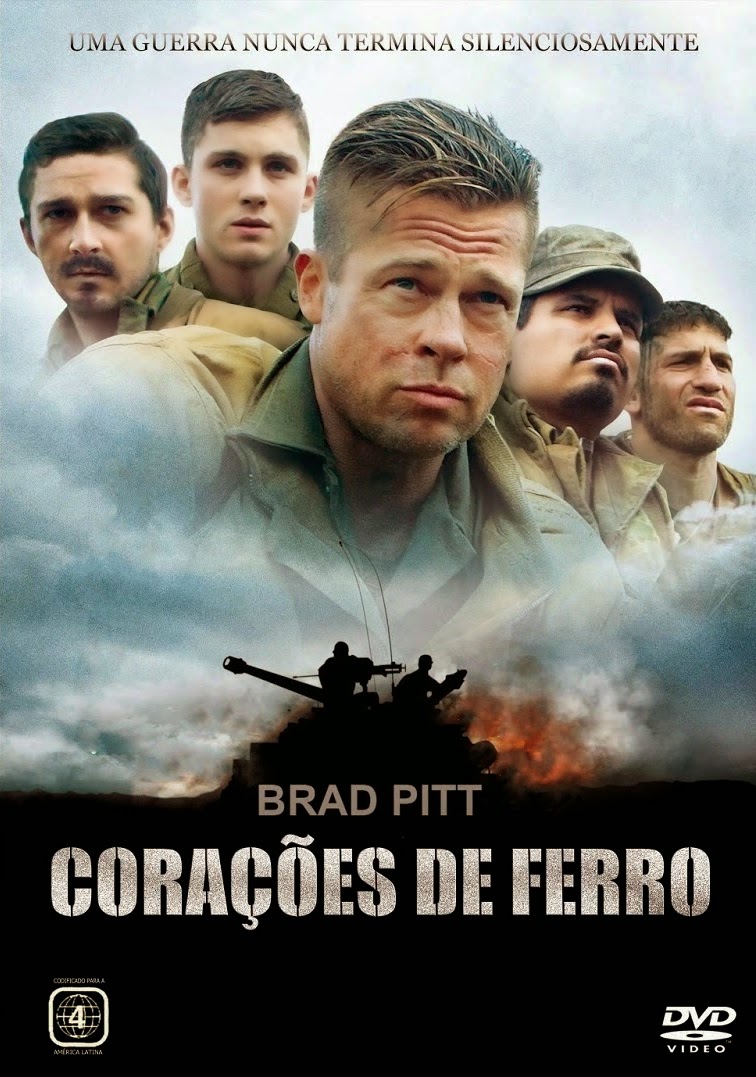 UMA GUERRA NUNCA TERMINA SILENCIOSAMENTE
BRAD PITT
CORAÇÕES DE FERRO
CODIFICADO PARA A
4
AMÉRICA LATINA
DVD
VIDEO